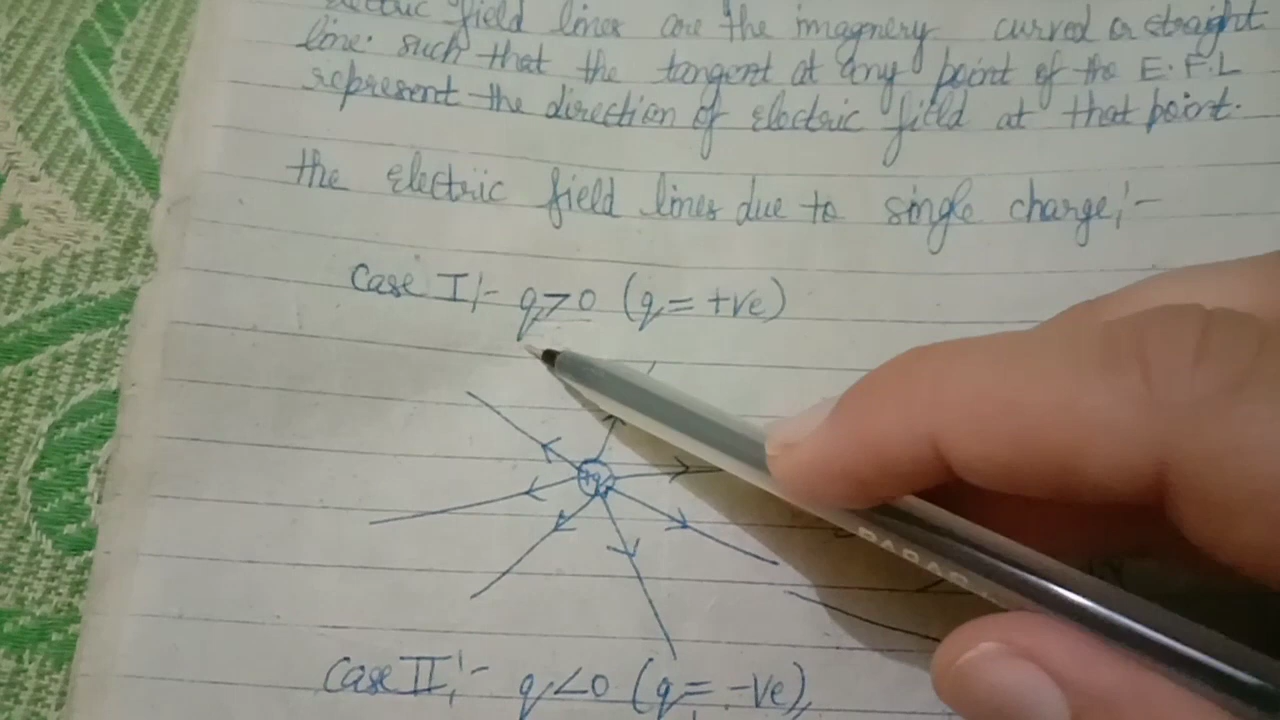 Electric field lines are the imagnery curved or straight
line. such that the tangent at any point of the E.F.L
represent the direction of electric field at that point.
the electric field lines due to single charge;-
Case I;- q>0 (q = +ve)
+q
Case II;- q<0 (q = -ve),